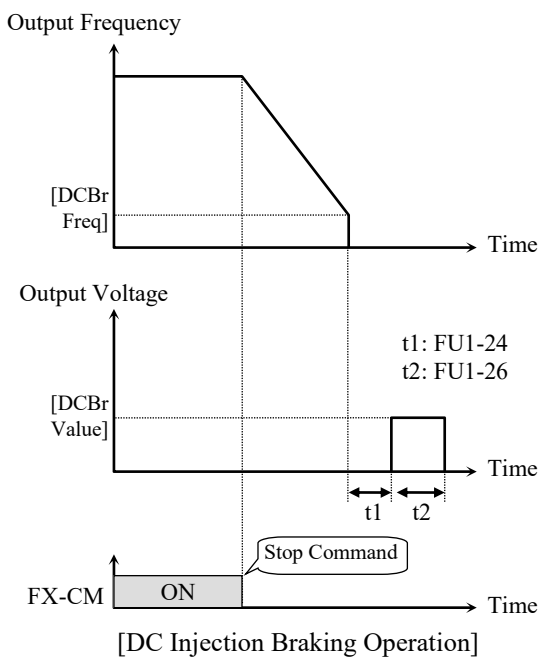 Output Frequency
[DCBr
Freq]
Time
Output Voltage
t1: FU1-24
t2: FU1-26
[DCBr
Value]
Time
t1
t2
Stop Command
FX-CM
ON
Time
[DC Injection Braking Operation]